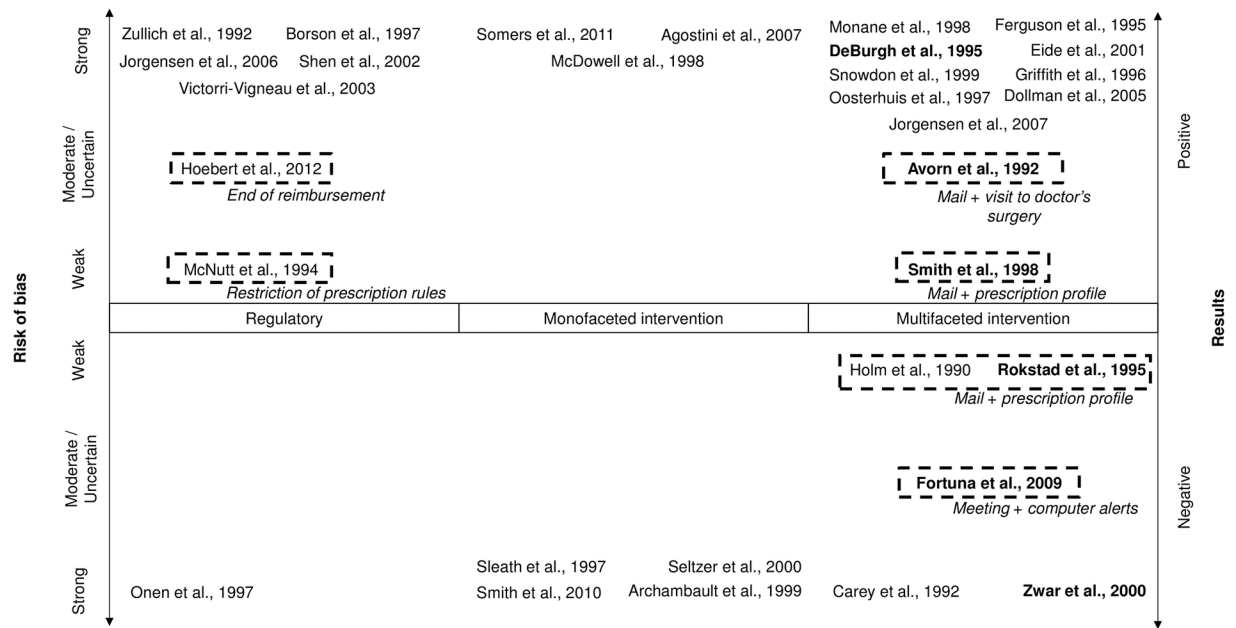 Zullich et al., 1992 Borson et al., 1997 Somers et al., 2011 Agostini et al., 2007 Monane et al., 1998 Ferguson et al., 1995
Jorgensen et al., 2006 Shen et al., 2002 McDowell et al., 1998 DeBurgh et al., 1995 Eide et al., 2001
Victorri-Vigneau et al., 2003 Snowdon et al., 1999 Griffith et al., 1996
Oosterhuis et al., 1997 Dollman et al., 2005
Jorgensen et al., 2007
Strong
Moderate /
Uncertain
Weak
Hoebert et al., 2012 Avorn et al., 1992
End of reimbursement Mail + visit to doctor’s
surgery
McNutt et al., 1994 Smith et al., 1998
Restriction of prescription rules Mail + prescription profile
Positive
Risk of bias
Results
Regulatory Monofaceted intervention Multifaceted intervention
Weak
Moderate /
Uncertain
Strong
Holm et al., 1990 Rokstad et al., 1995
Mail + prescription profile
Fortuna et al., 2009
Meeting + computer alerts
Negative
Sleath et al., 1997 Seltzer et al., 2000
Onen et al., 1997 Smith et al., 2010 Archambault et al., 1999 Carey et al., 1992 Zwar et al., 2000